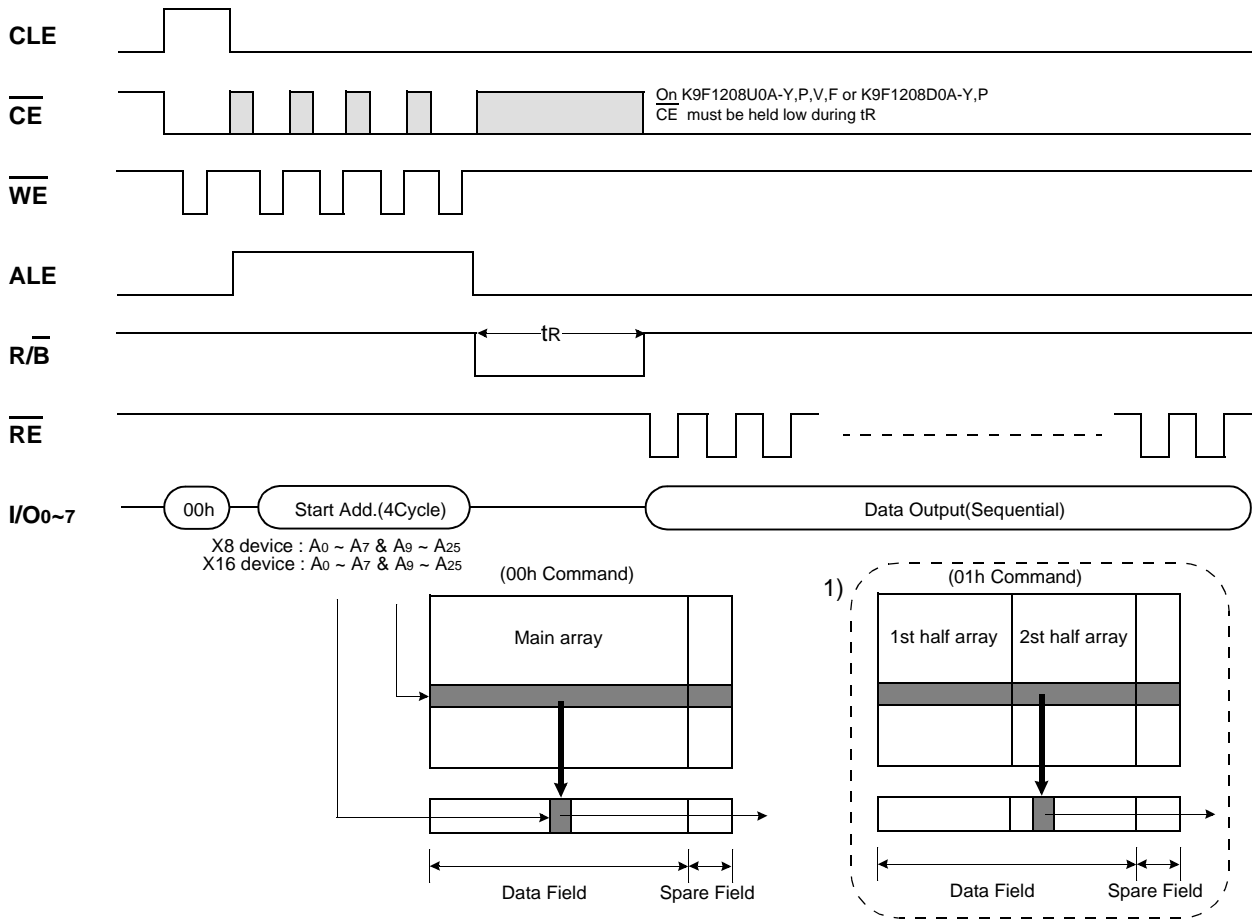 CLE
CE
On K9F1208U0A-Y,P,V,F or K9F1208D0A-Y,P
CE must be held low during tR
WE
ALE
R/B
tR
RE
I/O0~7
00h
Start Add.(4Cycle)
Data Output(Sequential)
X8 device : A0 ~ A7 & A9 ~ A25
X16 device : A0 ~ A7 & A9 ~ A25
(00h Command)
Main array
Data Field
Spare Field
1)
(01h Command)
1st half array
2st half array
Data Field
Spare Field